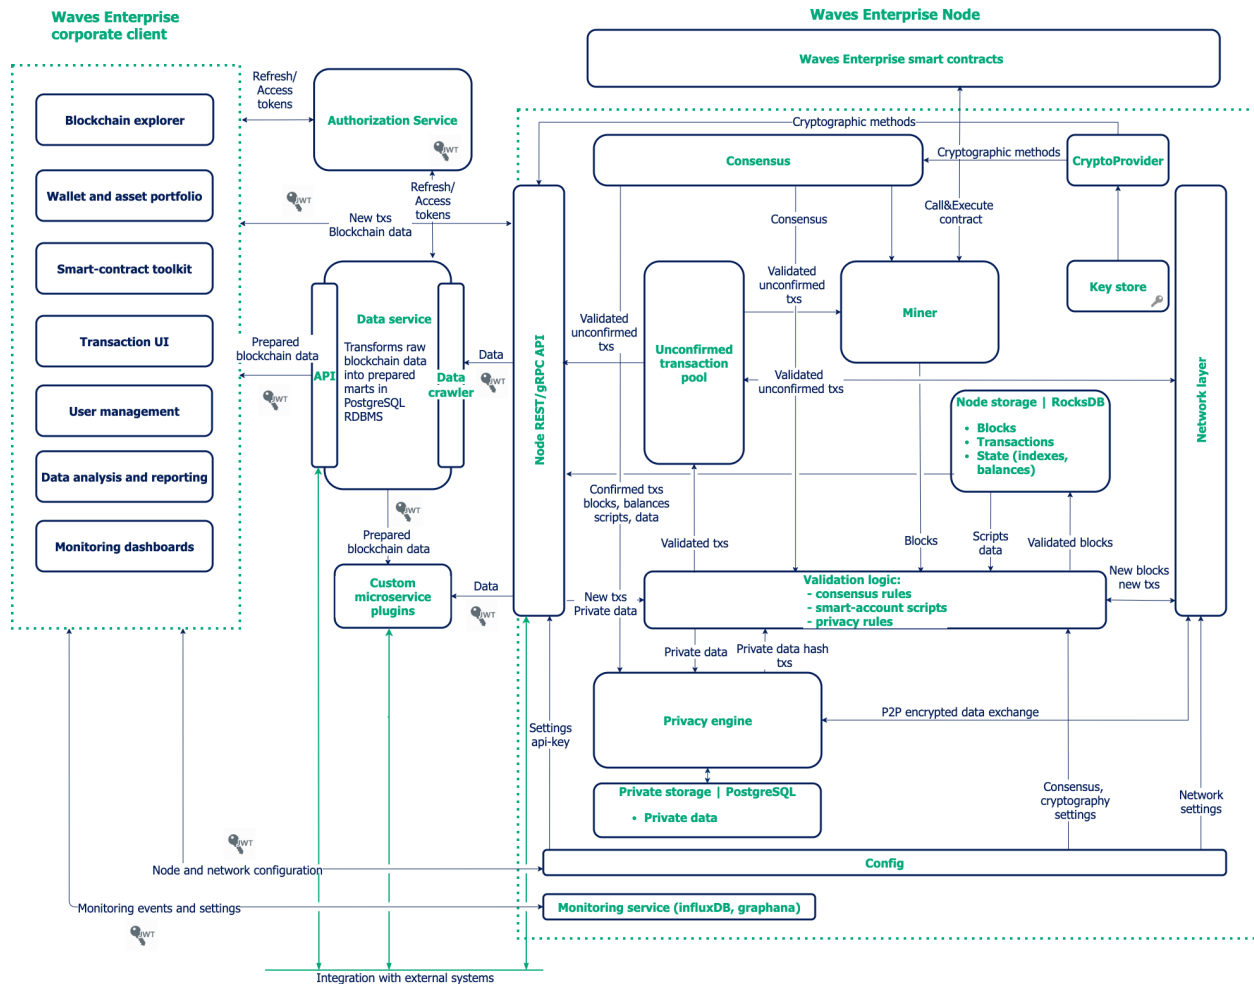 Waves Enterprise
corporate client
Waves Enterprise Node
Waves Enterprise smart contracts
Refresh/
Access
tokens
Blockchain explorer
Authorization Service
JWT
Cryptographic methods
Consensus
Cryptographic methods
CryptoProvider
Wallet and asset portfolio
JWT
Refresh/
Access
tokens
New txs
Blockchain data
Consensus
Call&Execute
contract
Smart-contract toolkit
Validated
unconfirmed
txs
Key store
Miner
Data service
Transaction UI
Prepared
blockchain data
API
Transforms raw
blockchain data
into prepared
marts in
PostgreSQL
RDBMS
Data
crawler
Data
JWT
JWT
Node REST/gRPC API
Validated
unconfirmed
txs
Unconfirmed
transaction
pool
Validated
unconfirmed txs
Network layer
User management
Node storage | RocksDB
• Blocks
• Transactions
• State (indexes,
balances)
Data analysis and reporting
JWT
Confirmed txs
blocks, balances
scripts, data
Monitoring dashboards
Prepared
blockchain data
Validated txs
Blocks
Scripts
data
Validated blocks
Custom
microservice
plugins
Data
JWT
New txs
Private data
Validation logic:
- consensus rules
- smart-account scripts
- privacy rules
New blocks
new txs
Private data
Private data hash
txs
Privacy engine
P2P encrypted data exchange
Settings
api-key
Private storage | PostgreSQL
• Private data
Consensus,
cryptography
settings
Network
settings
JWT
Node and network configuration
Config
Monitoring events and settings
JWT
Monitoring service (influxDB, graphana)
Integration with external systems